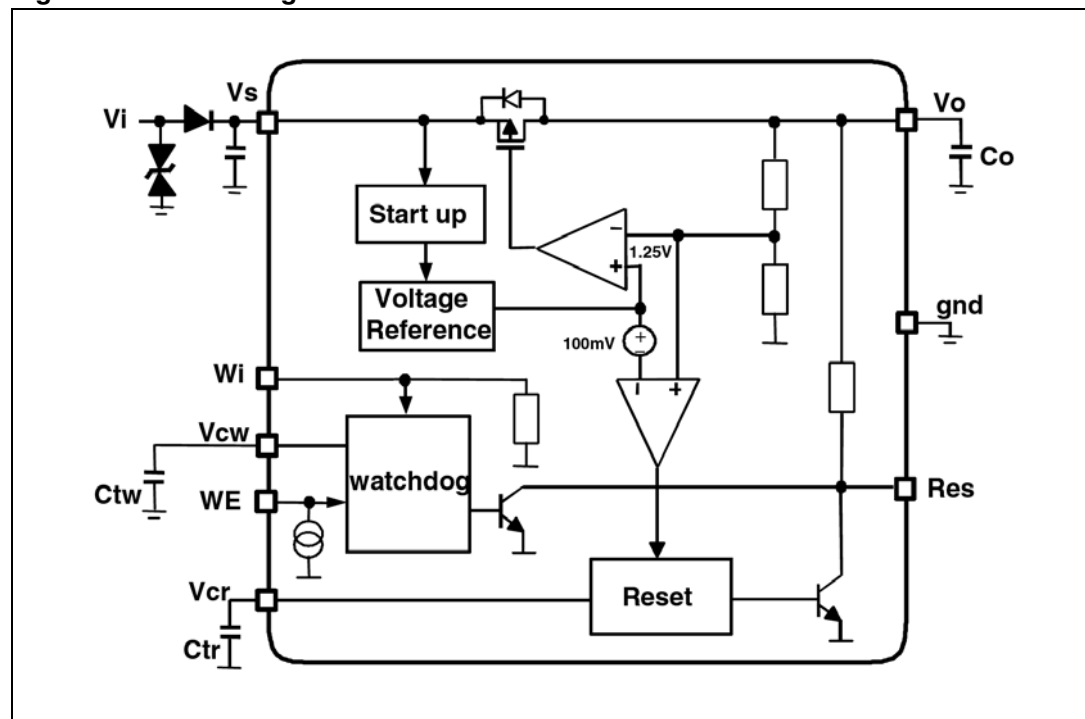 Vi
Vs
Vo
Co
Start up
−
1.25V
+
Voltage
Reference
gnd
100mV
+
−
Wi
−
+
Vcw
watchdog
Ctw
WE
Res
Vcr
Reset
Ctr